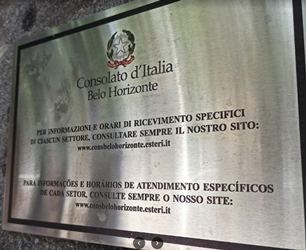 Consolato d'Italia
Belo Horizonte
PER INFORMAZIONI E ORARI DI RICEVIMENTO SPECIFICI
DI CIASCUN SETTORE, CONSULTARE SEMPRE IL NOSTRO SITO:
www.consbelohorizonte.esteri.it
PARA INFORMAÇÕES E HORÁRIOS DE ATENDIMENTO ESPECÍFICOS
DE CADA SETOR, CONSULTE SEMPRE O NOSSO SITE:
www.consbelohorizonte.esteri.it